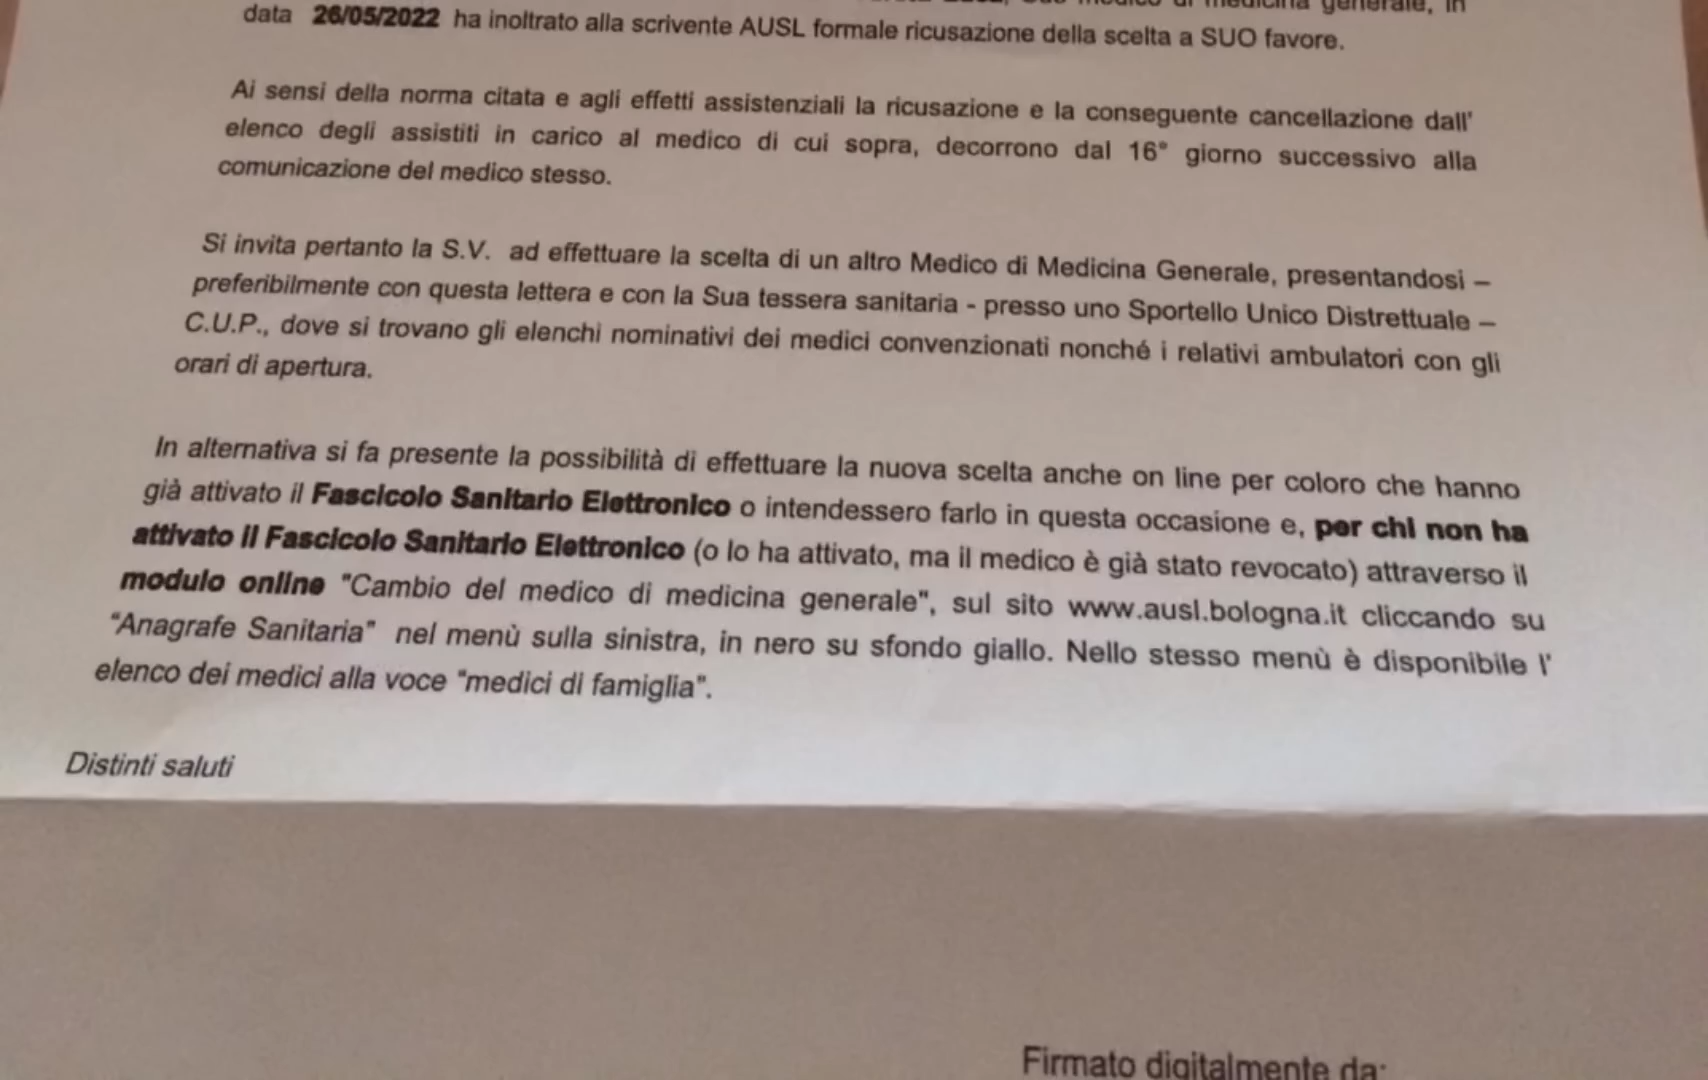 generale, in
data 26/05/2022 ha inoltrato alla scrivente AUSL formale ricusazione della scelta a SUO favore.
Ai sensi della norma citata e agli effetti assistenziali la ricusazione e la conseguente cancellazione dall'
elenco degli assistiti in carico al medico di cui sopra, decorrono dal 16° giorno successivo alla
comunicazione del medico stesso.
Si invita pertanto la S.V. ad effettuare la scelta di un altro Medico di Medicina Generale, presentandosi –
preferibilmente con questa lettera e con la Sua tessera sanitaria - presso uno Sportello Unico Distrettuale –
C.U.P., dove si trovano gli elenchi nominativi dei medici convenzionati nonché i relativi ambulatori con gli
orari di apertura.
In alternativa si fa presente la possibilità di effettuare la nuova scelta anche on line per coloro che hanno
già attivato il Fascicolo Sanitario Elettronico o intendessero farlo in questa occasione e, per chi non ha
attivato il Fascicolo Sanitario Elettronico (o lo ha attivato, ma il medico è già stato revocato) attraverso il
modulo online "Cambio del medico di medicina generale", sul sito www.ausl.bologna.it cliccando su
“Anagrafe Sanitaria” nel menù sulla sinistra, in nero su sfondo giallo. Nello stesso menù è disponibile l'
elenco dei medici alla voce “medici di famiglia”.
Distinti saluti
Firmato digitalmente da: